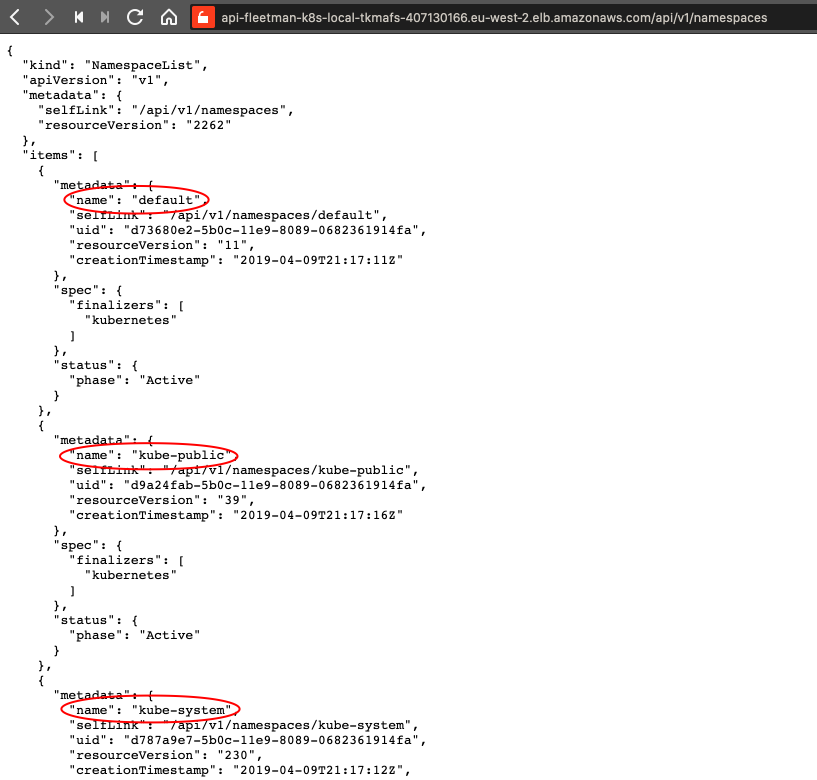 api-fleetman-k8s-local-tkmafs-407130166.eu-west-2.elb.amazonaws.com/api/v1/namespaces
{
  "kind": "NamespaceList",
  "apiVersion": "v1",
  "metadata": {
    "selfLink": "/api/v1/namespaces",
    "resourceVersion": "2262"
  },
  "items": [
    {
      "metadata": {
        "name": "default",
        "selfLink": "/api/v1/namespaces/default",
        "uid": "d73680e2-5b0c-11e9-8089-0682361914fa",
        "resourceVersion": "11",
        "creationTimestamp": "2019-04-09T21:17:11Z"
      },
      "spec": {
        "finalizers": [
          "kubernetes"
        ]
      },
      "status": {
        "phase": "Active"
      }
    },
    {
      "metadata": {
        "name": "kube-public",
        "selfLink": "/api/v1/namespaces/kube-public",
        "uid": "d9a24fab-5b0c-11e9-8089-0682361914fa",
        "resourceVersion": "39",
        "creationTimestamp": "2019-04-09T21:17:16Z"
      },
      "spec": {
        "finalizers": [
          "kubernetes"
        ]
      },
      "status": {
        "phase": "Active"
      }
    },
    {
      "metadata": {
        "name": "kube-system",
        "selfLink": "/api/v1/namespaces/kube-system",
        "uid": "d787a9e7-5b0c-11e9-8089-0682361914fa",
        "resourceVersion": "230",
        "creationTimestamp": "2019-04-09T21:17:12Z",